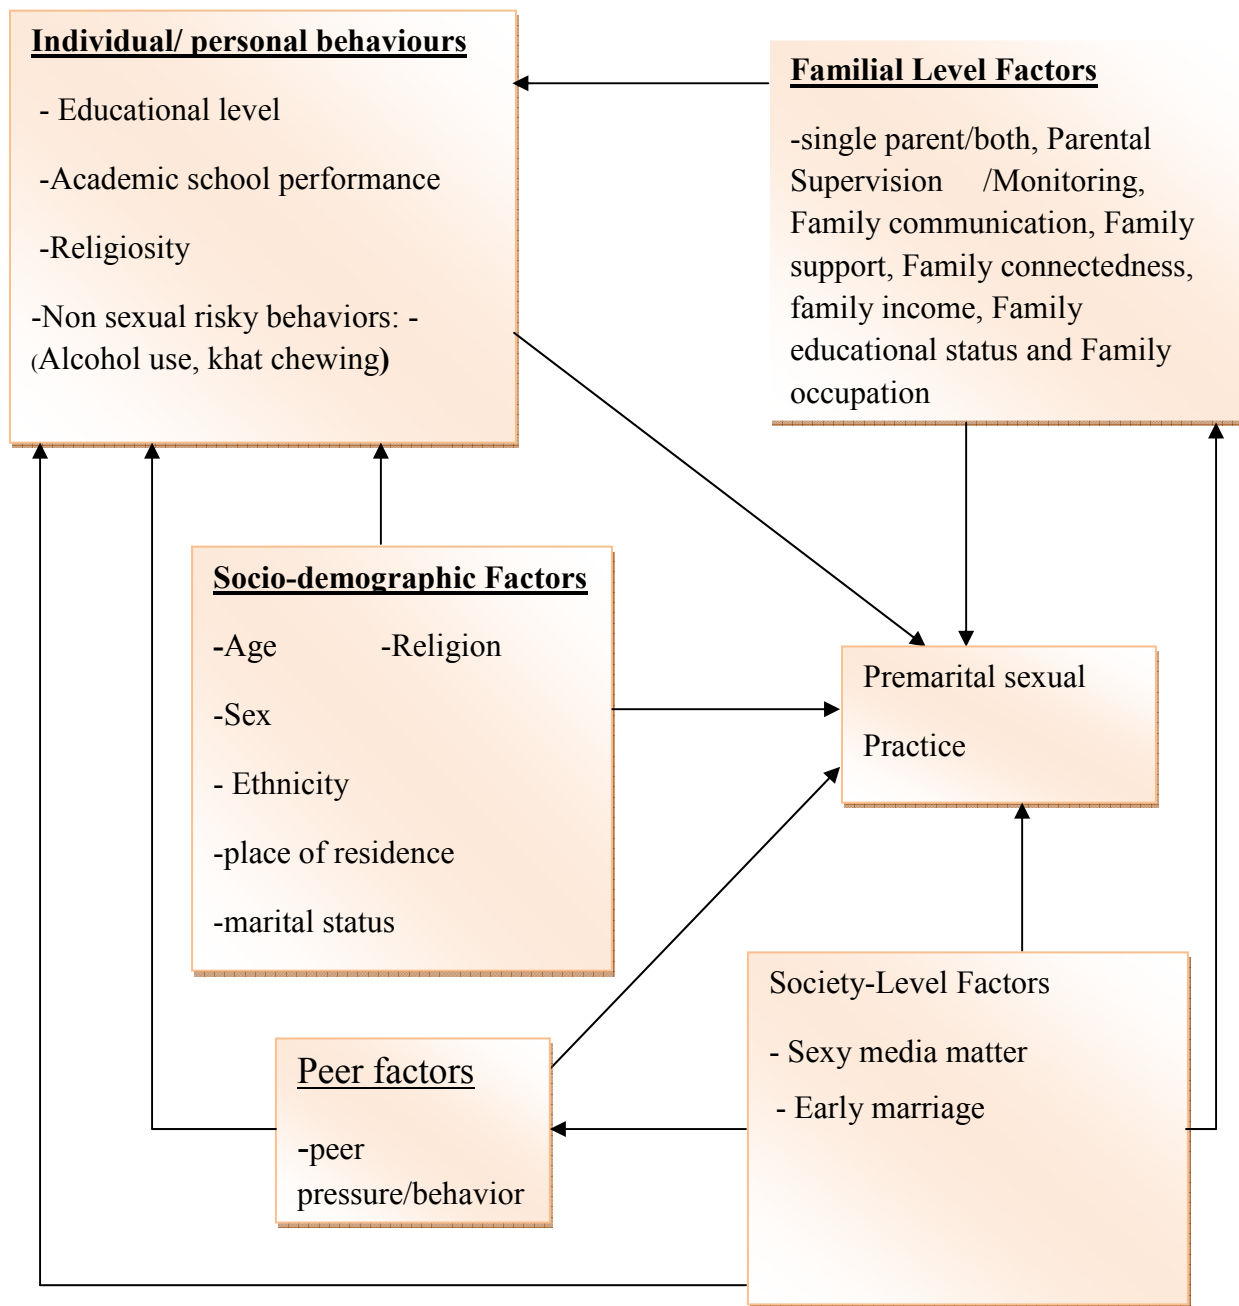 Individual/ personal behaviours
- Educational level
-Academic school performance
-Religiosity
-Non sexual risky behaviors: -
(Alcohol use, khat chewing)
Familial Level Factors
-single parent/both, Parental
Supervision /Monitoring,
Family communication, Family
support, Family connectedness,
family income, Family
educational status and Family
occupation
Socio-demographic Factors
-Age -Religion
-Sex
- Ethnicity
-place of residence
-marital status
Premarital sexual
Practice
Peer factors
-peer
pressure/behavior
Society-Level Factors
- Sexy media matter
- Early marriage